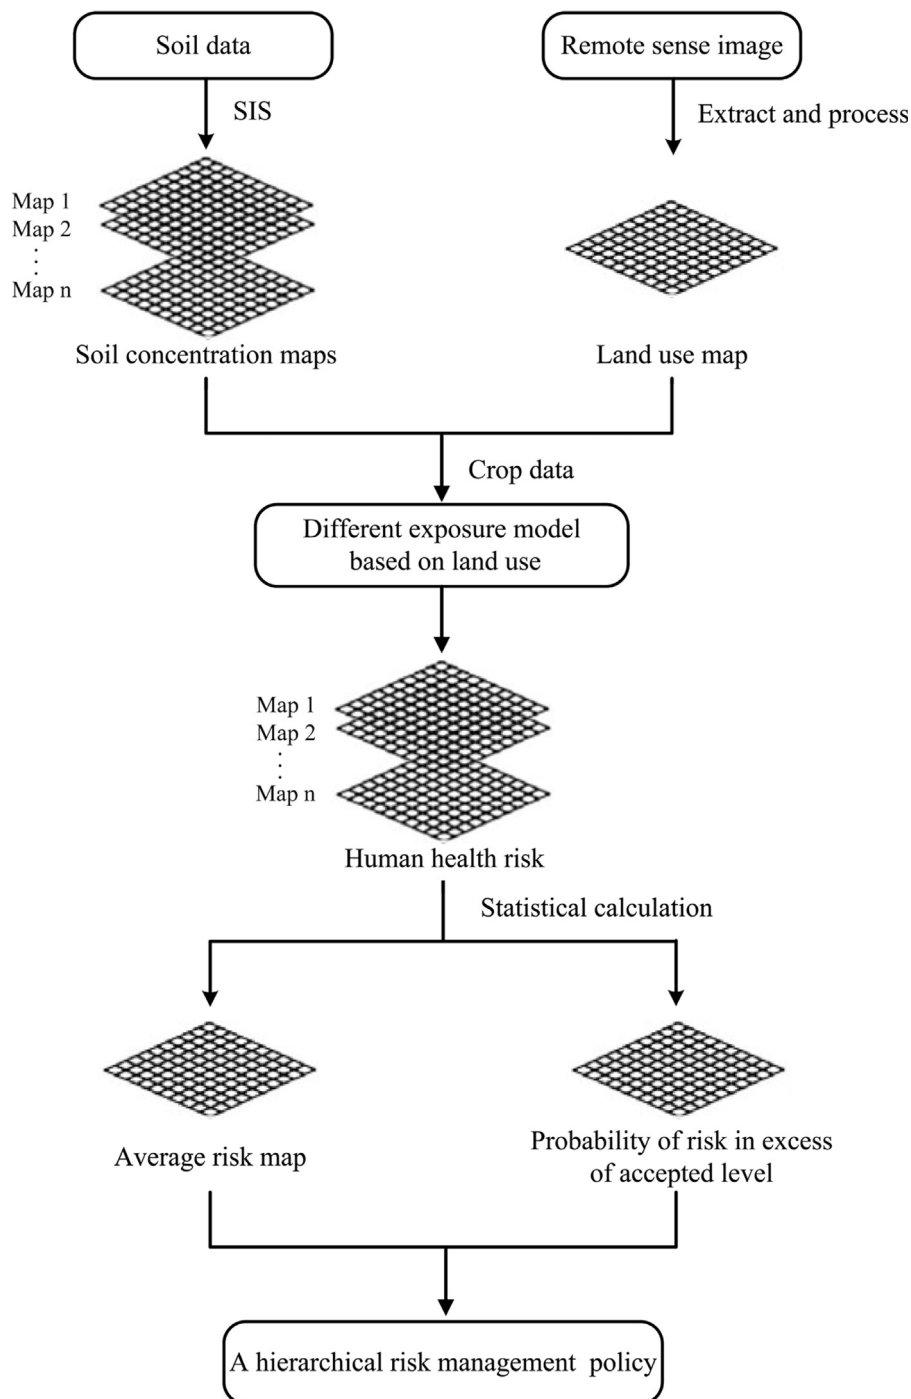 Soil data
Remote sense image
SIS
Extract and process
Map 1
Map 2
Map n
Soil concentration maps
Land use map
Crop data
Different exposure model
based on land use
Map 1
Map 2
Map n
Human health risk
Statistical calculation
Average risk map
Probability of risk in excess
of accepted level
A hierarchical risk management policy